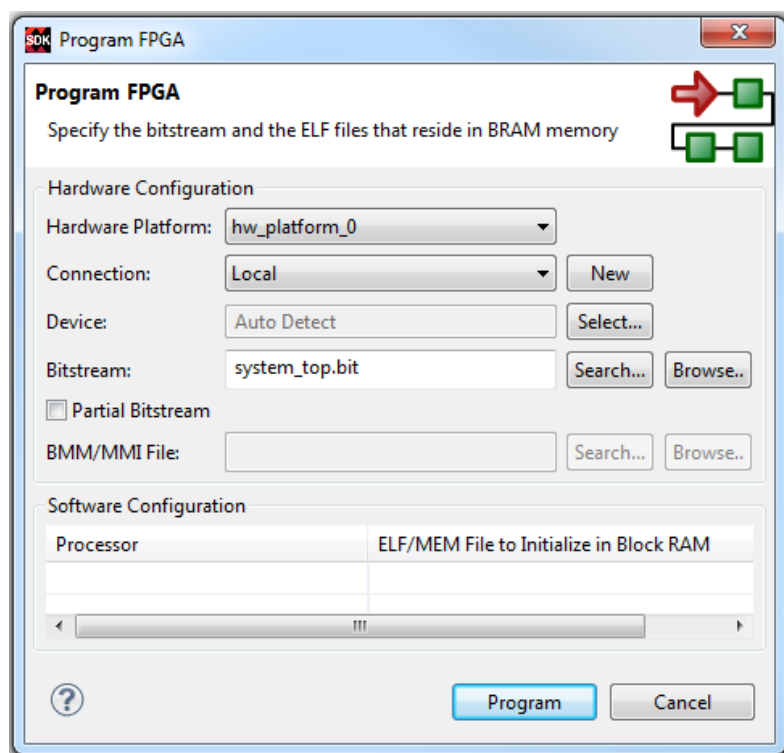 SDK Program FPGA
Program FPGA
Specify the bitstream and the ELF files that reside in BRAM memory
Hardware Configuration
Hardware Platform: hw_platform_0
Connection: Local New
Device: Auto Detect Select...
Bitstream: system_top.bit Search... Browse..
Partial Bitstream
BMM/MMI File: Search... Browse..
Software Configuration
Processor ELF/MEM File to Initialize in Block RAM
? Program Cancel